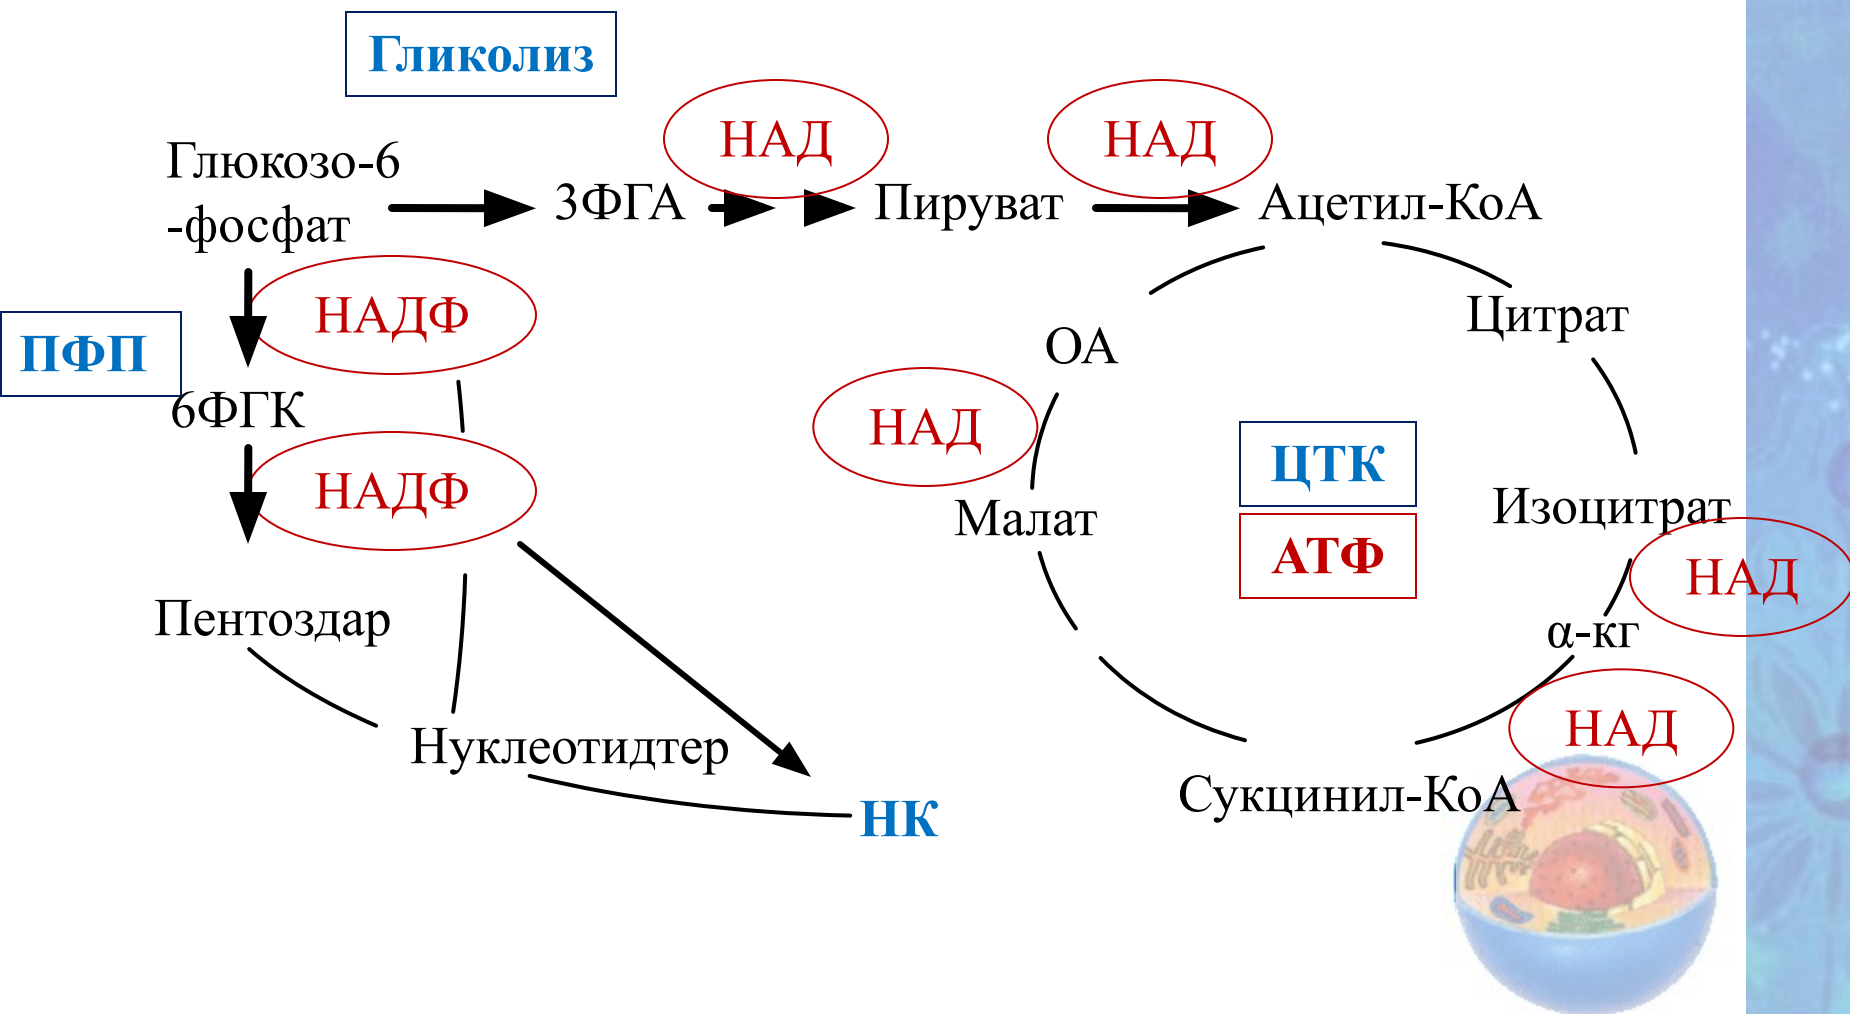 Гликолиз
НАД
НАД
Глюкозо-6
-фосфат
3ФГА
Пируват
Ацетил-КоА
НАДФ
Цитрат
ПФП
ОА
6ФГК
НАД
ЦТК
НАДФ
Малат
Изоцитрат
АТФ
НАД
Пентоздар
α-кг
НАД
Нуклеотидтер
Сукцинил-КоА
НК